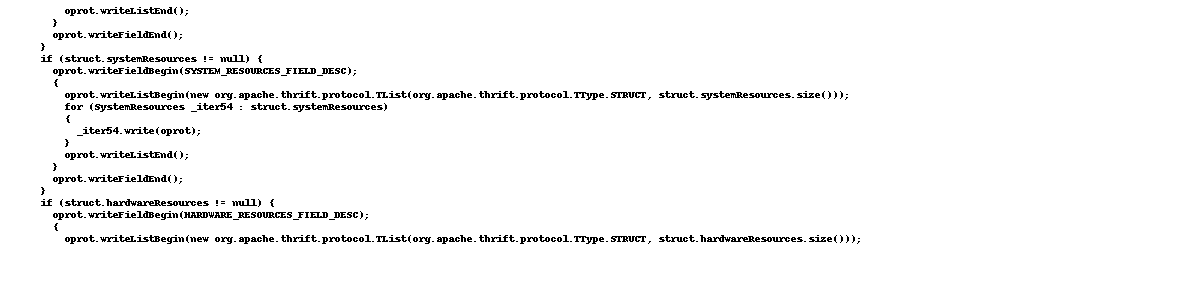 oprot.writeListEnd();
}
oprot.writeFieldEnd();
}
if (struct.systemResources != null) {
oprot.writeFieldBegin(SYSTEM_RESOURCES_FIELD_DESC);
{
oprot.writeListBegin(new org.apache.thrift.protocol.TList(org.apache.thrift.protocol.TType.STRUCT, struct.systemResources.size()));
for (SystemResources _iter54 : struct.systemResources)
{
_iter54.write(oprot);
}
oprot.writeListEnd();
}
oprot.writeFieldEnd();
}
if (struct.hardwareResources != null) {
oprot.writeFieldBegin(HARDWARE_RESOURCES_FIELD_DESC);
{
oprot.writeListBegin(new org.apache.thrift.protocol.TList(org.apache.thrift.protocol.TType.STRUCT, struct.hardwareResources.size()));